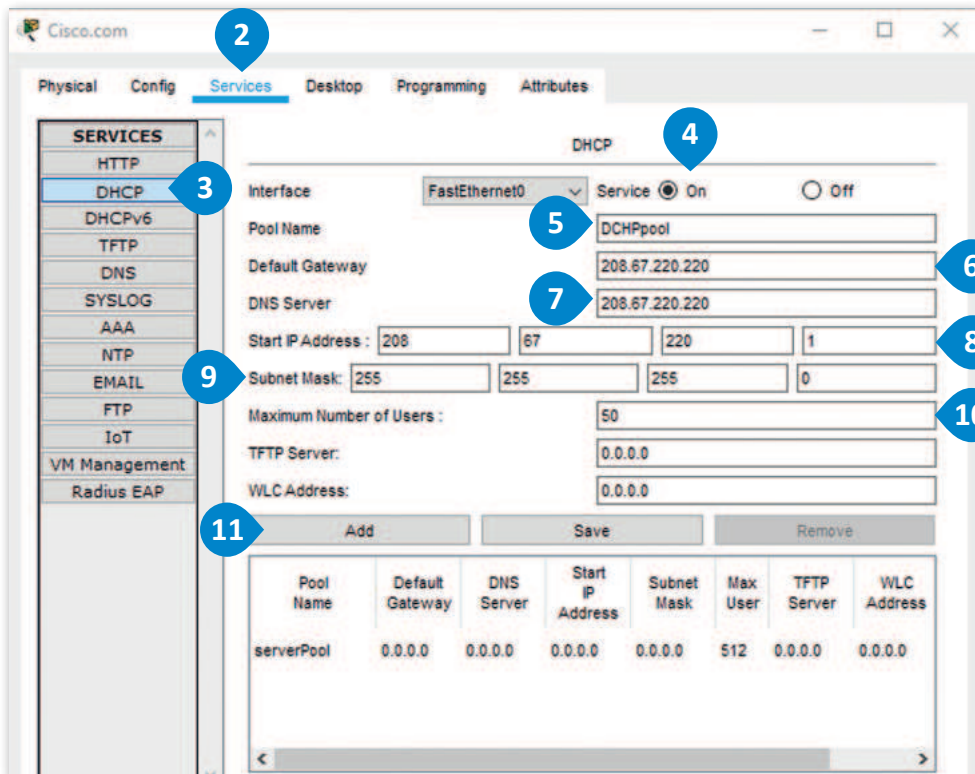 Cisco.com
2
Physical Config Services Desktop Programming Attributes
SERVICES
HTTP
DHCP
DHCPv6
TFTP
DNS
SYSLOG
AAA
NTP
EMAIL
FTP
IoT
VM Management
Radius EAP
3
DHCP
4
Interface FastEthernet0 Service On Off
Pool Name 5 DCHPpool
Default Gateway 208.67.220.220 6
DNS Server 7 208.67.220.220
Start IP Address : 208 67 220 1 8
9 Subnet Mask: 255 255 255 0
Maximum Number of Users : 50 10
TFTP Server: 0.0.0.0
WLC Address: 0.0.0.0
11 Add Save Remove
Pool Name Default Gateway DNS Server Start IP Address Subnet Mask Max User TFTP Server WLC Address
serverPool 0.0.0.0 0.0.0.0 0.0.0.0 0.0.0.0 512 0.0.0.0 0.0.0.0